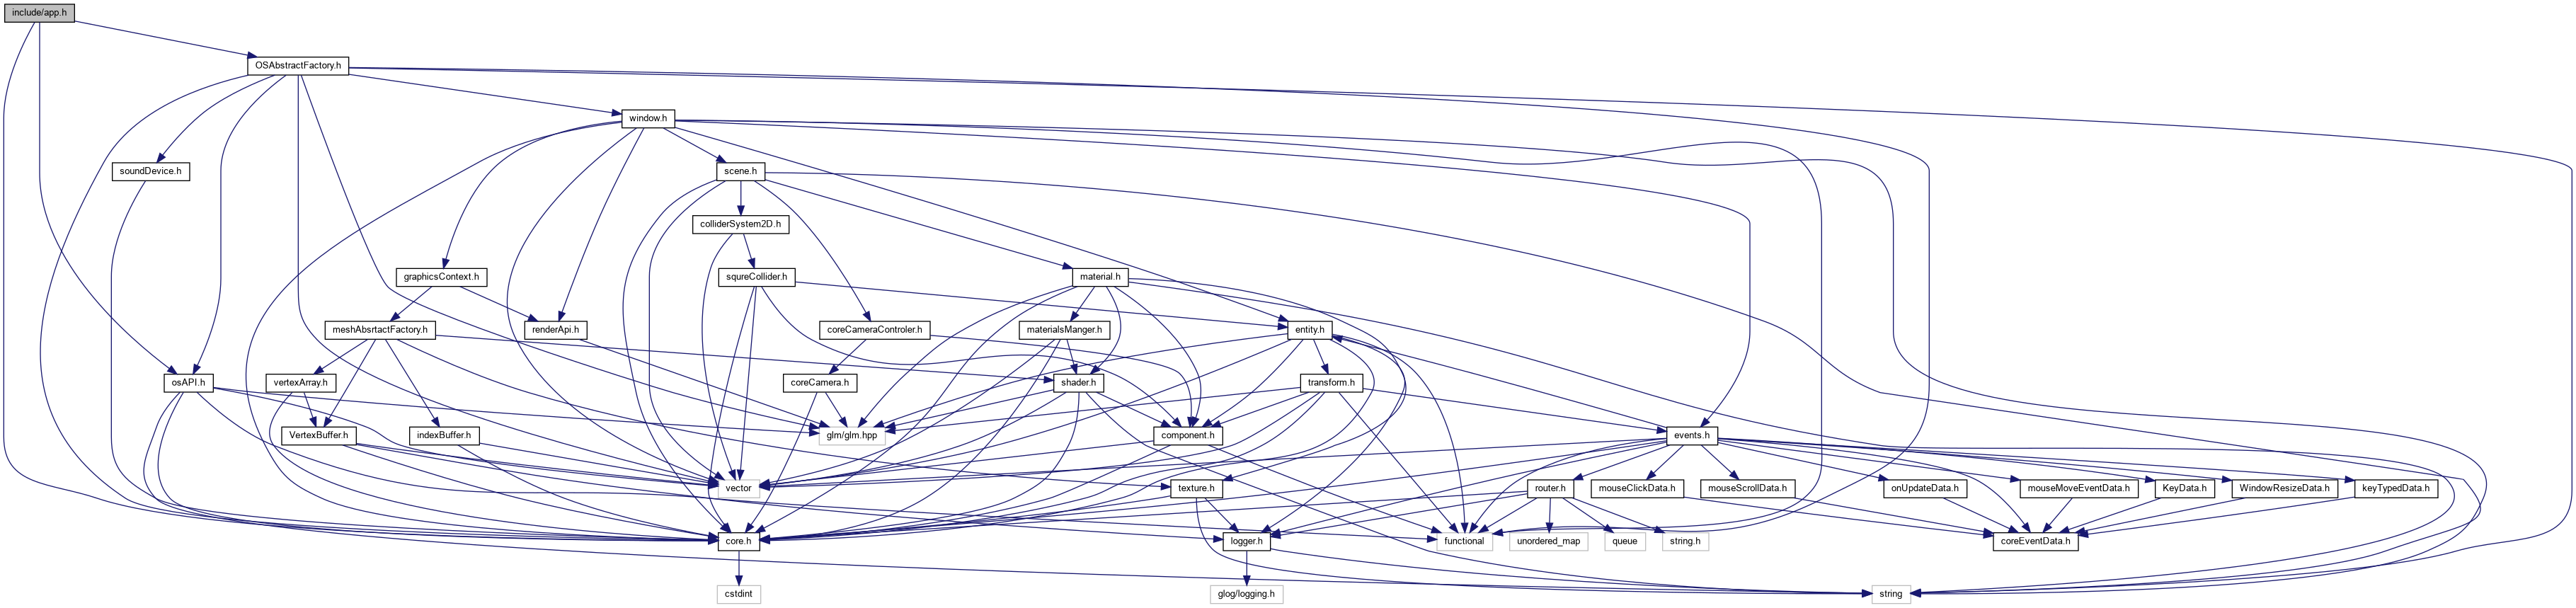 include/app.h
OSAbstractFactory.h
window.h
soundDevice.h
scene.h
colliderSystem2D.h
graphicsContext.h
squreCollider.h
material.h
meshAbsrtactFactory.h
renderApi.h
coreCameraControler.h
materialsManger.h
entity.h
osAPI.h
vertexArray.h
coreCamera.h
shader.h
transform.h
VertexBuffer.h
indexBuffer.h
glm/glm.hpp
component.h
events.h
vector
texture.h
router.h
mouseClickData.h
mouseScrollData.h
onUpdateData.h
mouseMoveEventData.h
KeyData.h
WindowResizeData.h
keyTypedData.h
core.h
logger.h
functional
unordered_map
queue
string.h
coreEventData.h
cstdint
glog/logging.h
string